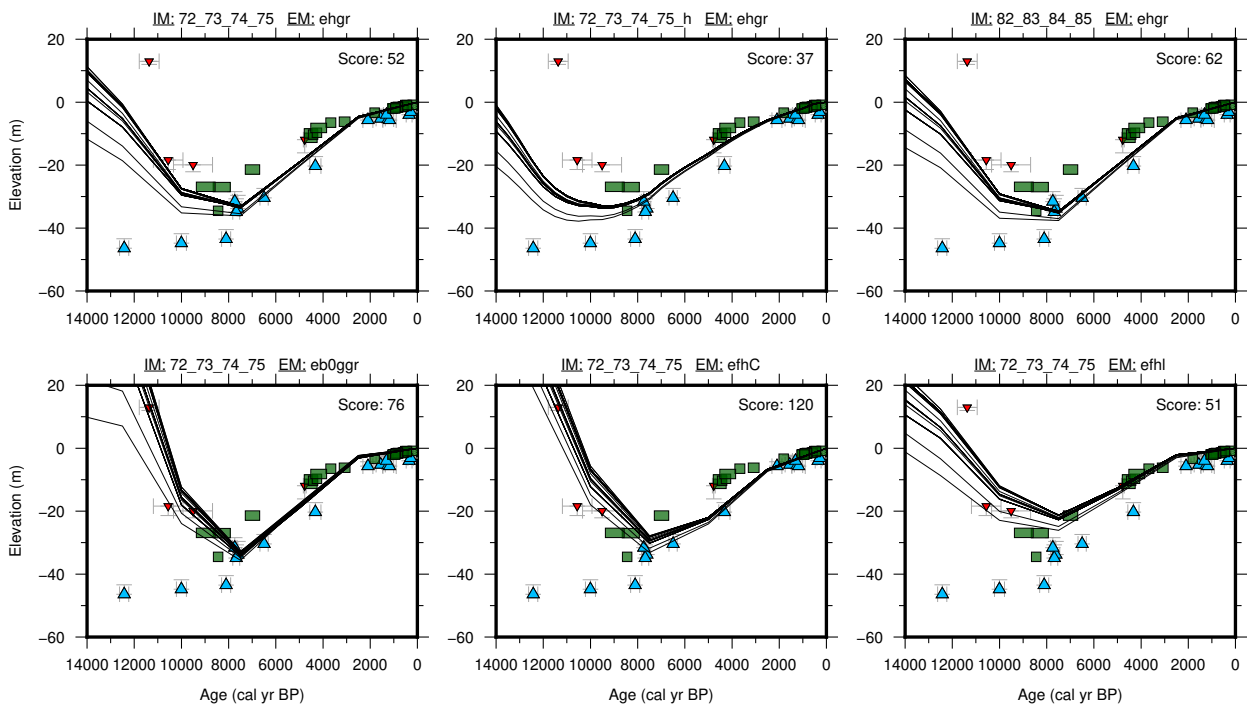 IM: 72_73_74_75 EM: ehgr
IM: 72_73_74_75_h EM: ehgr
IM: 82_83_84_85 EM: ehgr
Score: 52
Score: 37
Score: 62
Elevation (m)
20
0
−20
−40
−60
14000 12000 10000 8000 6000 4000 2000 0
14000 12000 10000 8000 6000 4000 2000 0
14000 12000 10000 8000 6000 4000 2000 0
IM: 72_73_74_75 EM: eb0ggr
IM: 72_73_74_75 EM: efhC
IM: 72_73_74_75 EM: efhl
Score: 76
Score: 120
Score: 51
Elevation (m)
20
0
−20
−40
−60
14000 12000 10000 8000 6000 4000 2000 0
14000 12000 10000 8000 6000 4000 2000 0
14000 12000 10000 8000 6000 4000 2000 0
Age (cal yr BP)
Age (cal yr BP)
Age (cal yr BP)